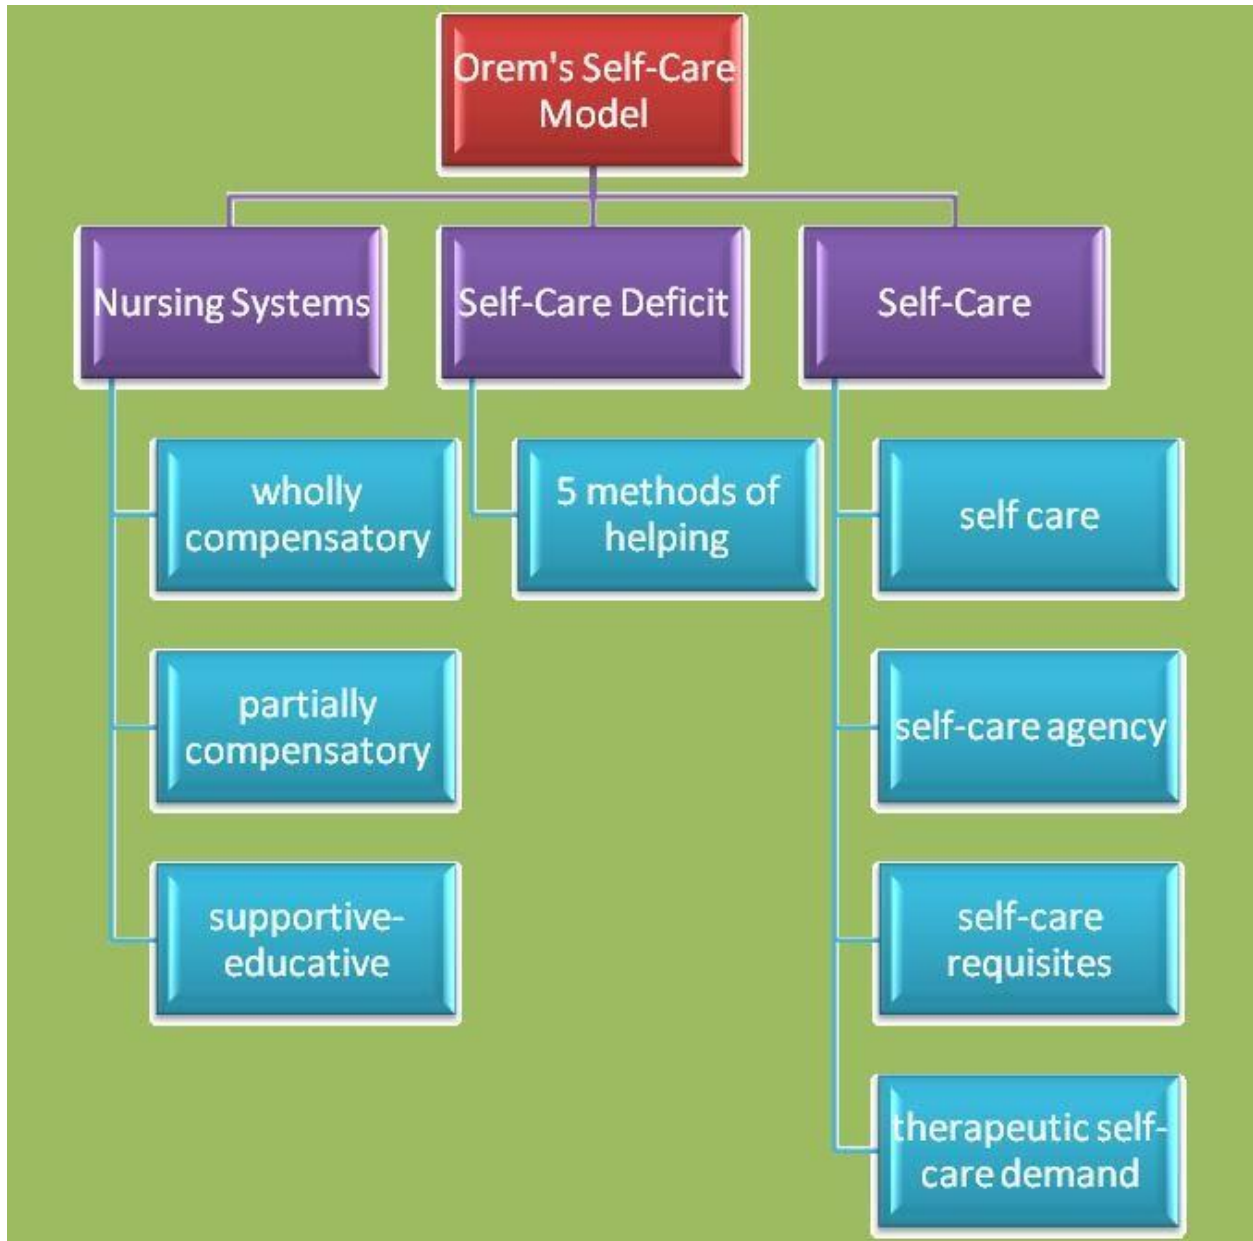 Orem's Self-Care
Model
Nursing Systems
Self-Care Deficit
Self-Care
wholly
compensatory
5 methods of
helping
self care
partially
compensatory
self-care agency
supportive-
educative
self-care
requisites
therapeutic self-
care demand